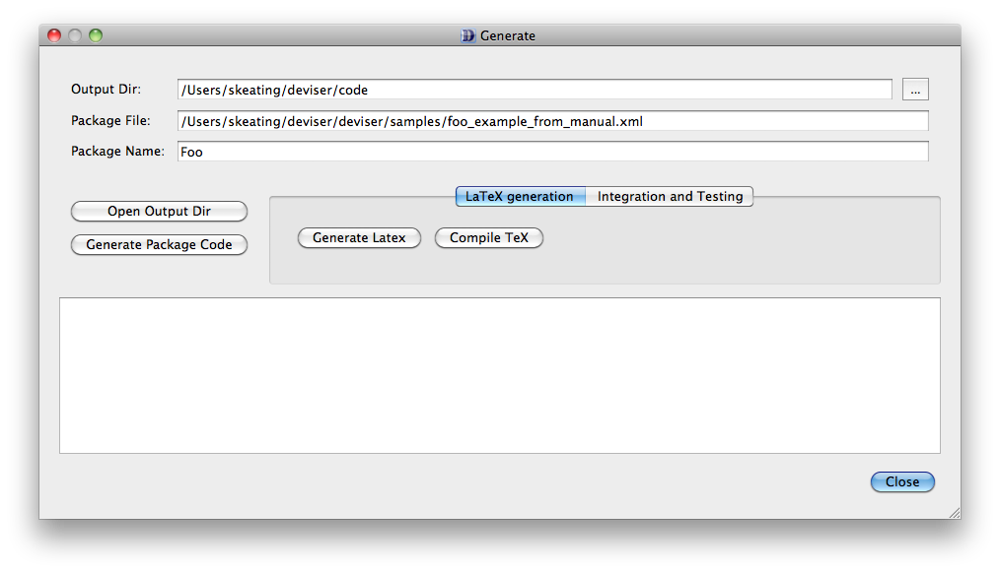 Generate
Output Dir: /Users/skeating/deviser/code ...
Package File: /Users/skeating/deviser/deviser/samples/foo_example_from_manual.xml
Package Name: Foo
LaTeX generation Integration and Testing
Open Output Dir
Generate Package Code
Generate Latex Compile TeX
Close